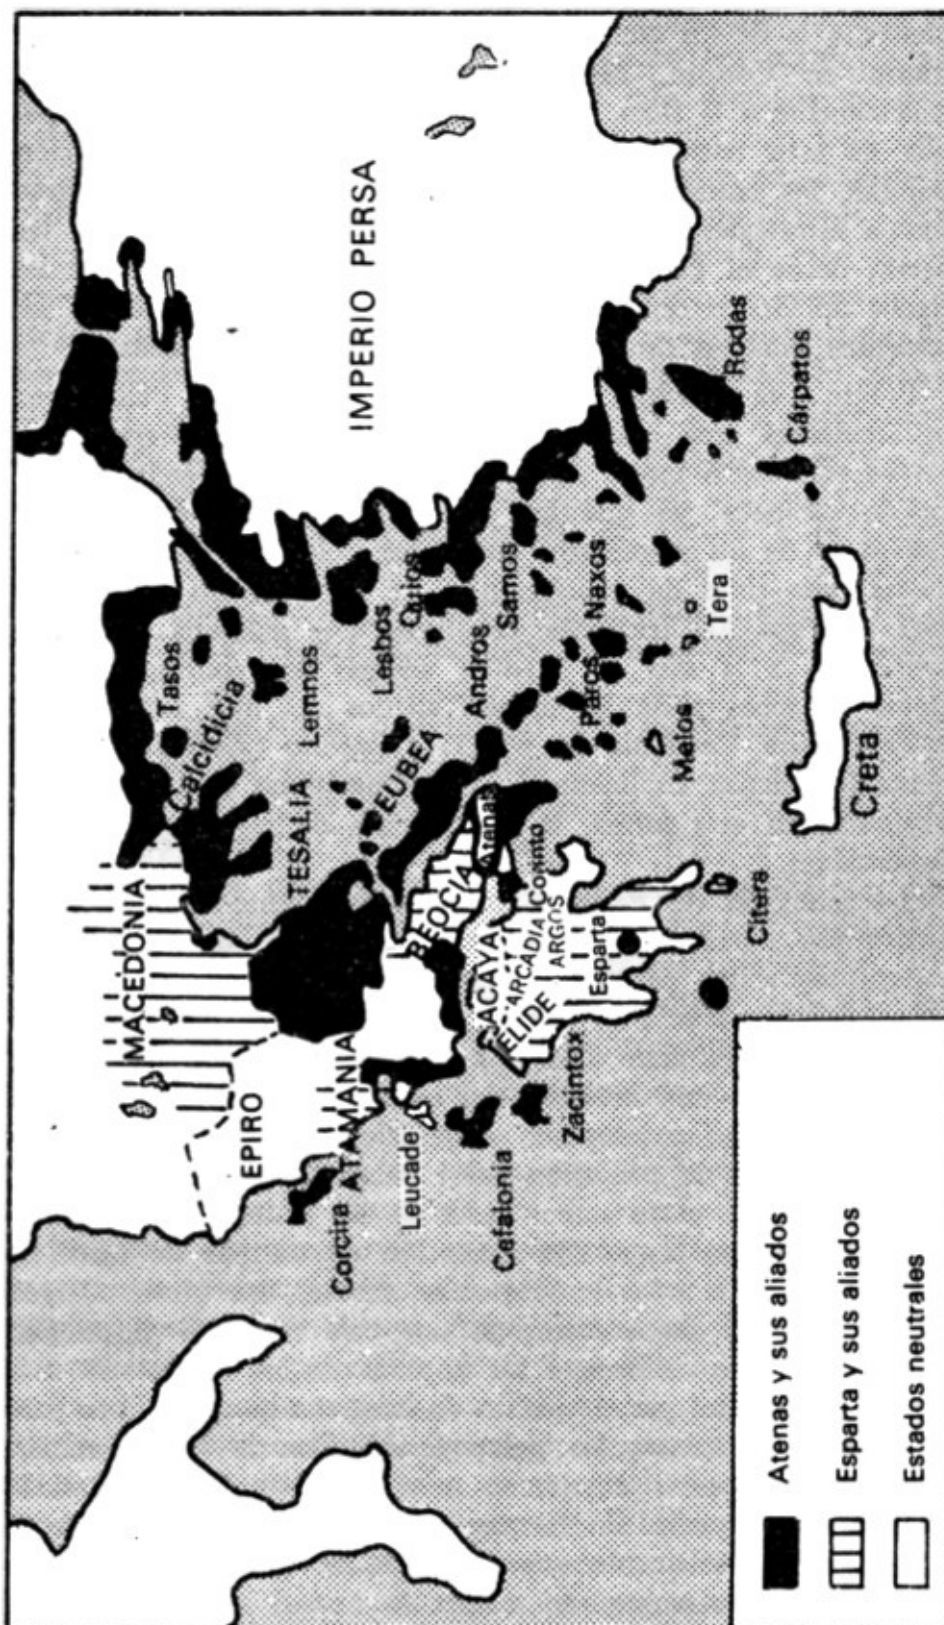 IMPERIO PERSA
MACEDONIA
Calcidicia
Tasos
TESALIA
Lemnos
EPIRO
ATAMANIA
Corcira
Leucade
Cefalonia
Zacintox
EUBEA
Lesbos
Quios
Andros
Samos
BEOCIA
Atenas
Corinto
ACAYA
ARCADIA
ARGOS
ELIDE
Esparta
Paros
Naxos
Melos
Tera
Rodas
Cárpatos
Citera
Creta
Atenas y sus aliados
Esparta y sus aliados
Estados neutrales